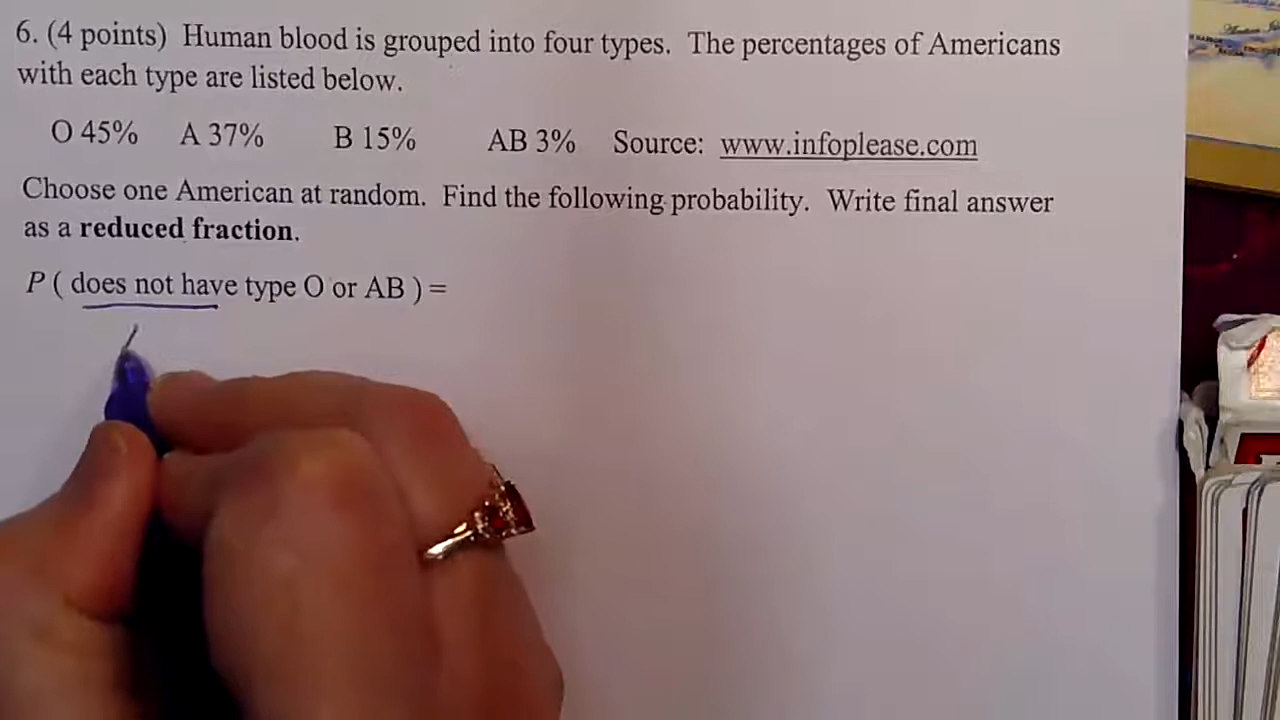 6. (4 points) Human blood is grouped into four types. The percentages of Americans
with each type are listed below.
O 45% A 37% B 15% AB 3% Source: www.infoplease.com
Choose one American at random. Find the following probability. Write final answer
as a reduced fraction.
P ( does not have type O or AB ) =